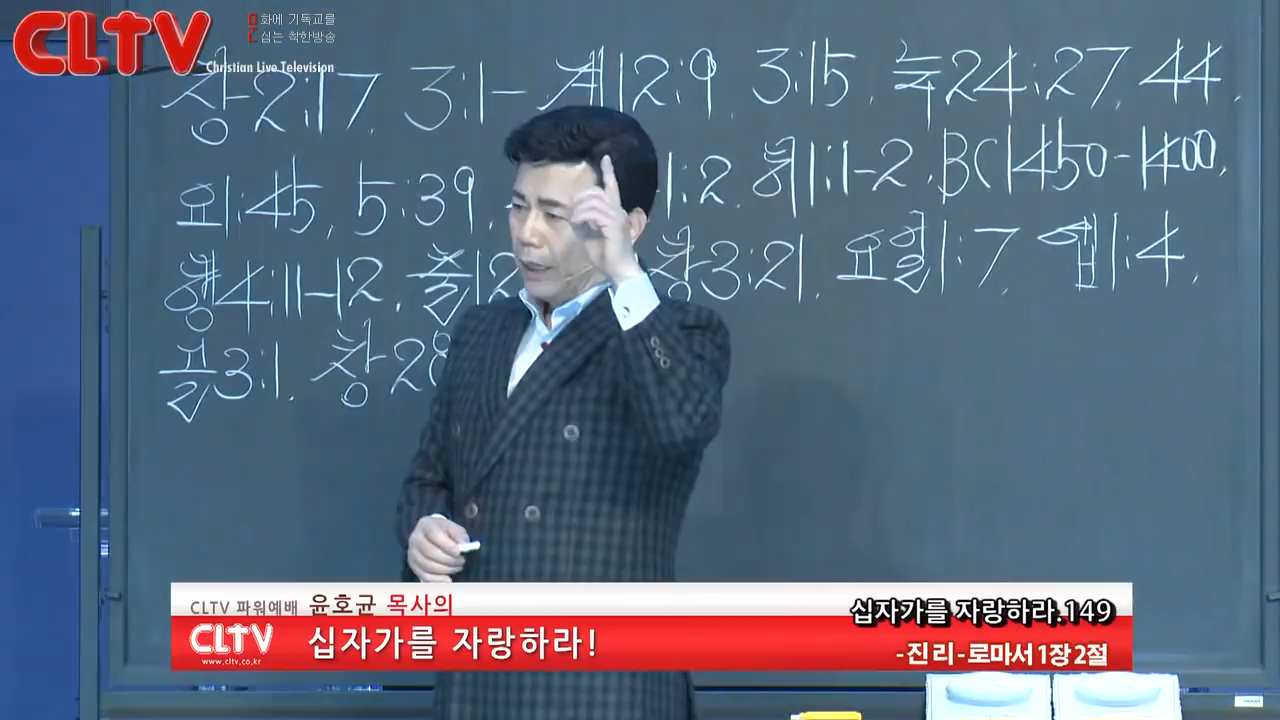 CLTV
문화에 기독교를
심는 착한방송
Christian Live Television
창2:17, 3:1- 계12:9, 3:15, 눅24:27, 44,
요1:45, 5:39, 1:2, 히1:1-2, BC1450-1400,
행4:11-12, 출12 창3:21, 요일1:7 엡1:4,
갈3:1, 창28
CLTV 파워예배 윤호균 목사의
십자가를 자랑하라.149
CLTV
www.cltv.co.kr
십자가를 자랑하라!
-진리-로마서 1장 2절